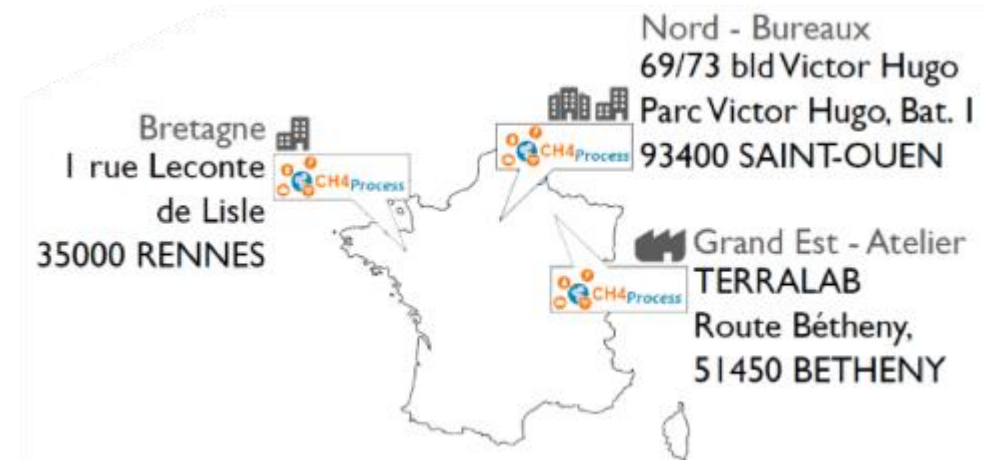 Nord - Bureaux
69/73 bld Victor Hugo
Parc Victor Hugo, Bat. 1
93400 SAINT-OUEN
CH4Process
Bretagne
1 rue Leconte
de Lisle
35000 RENNES
CH4Process
Grand Est - Atelier
TERRALAB
Route Bétheny,
51450 BETHENY
CH4Process